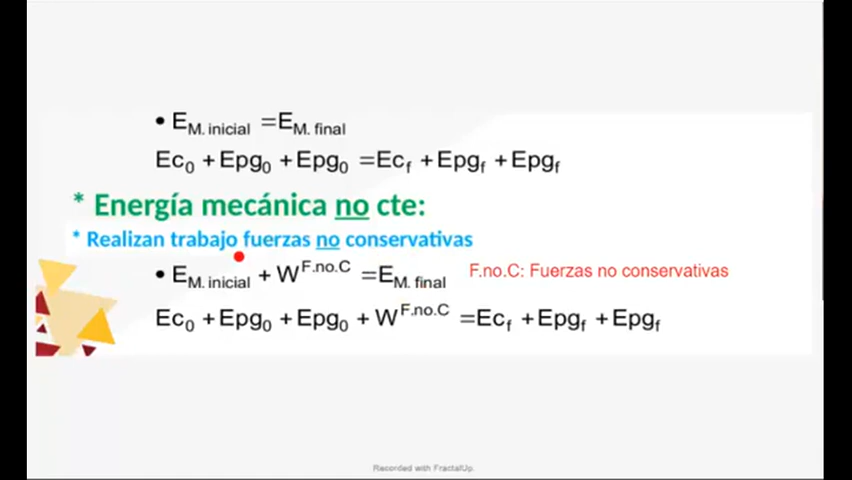 • E_M. inicial = E_M. final
Ec₀ + Epg₀ + Epg₀ = Ec_f + Epg_f + Epg_f
* Energía mecánica no cte:
* Realizan trabajo fuerzas no conservativas
• E_M. inicial + W^F.no.C = E_M. final F.no.C: Fuerzas no conservativas
Ec₀ + Epg₀ + Epg₀ + W^F.no.C = Ec_f + Epg_f + Epg_f
Recorded with FractalUp.